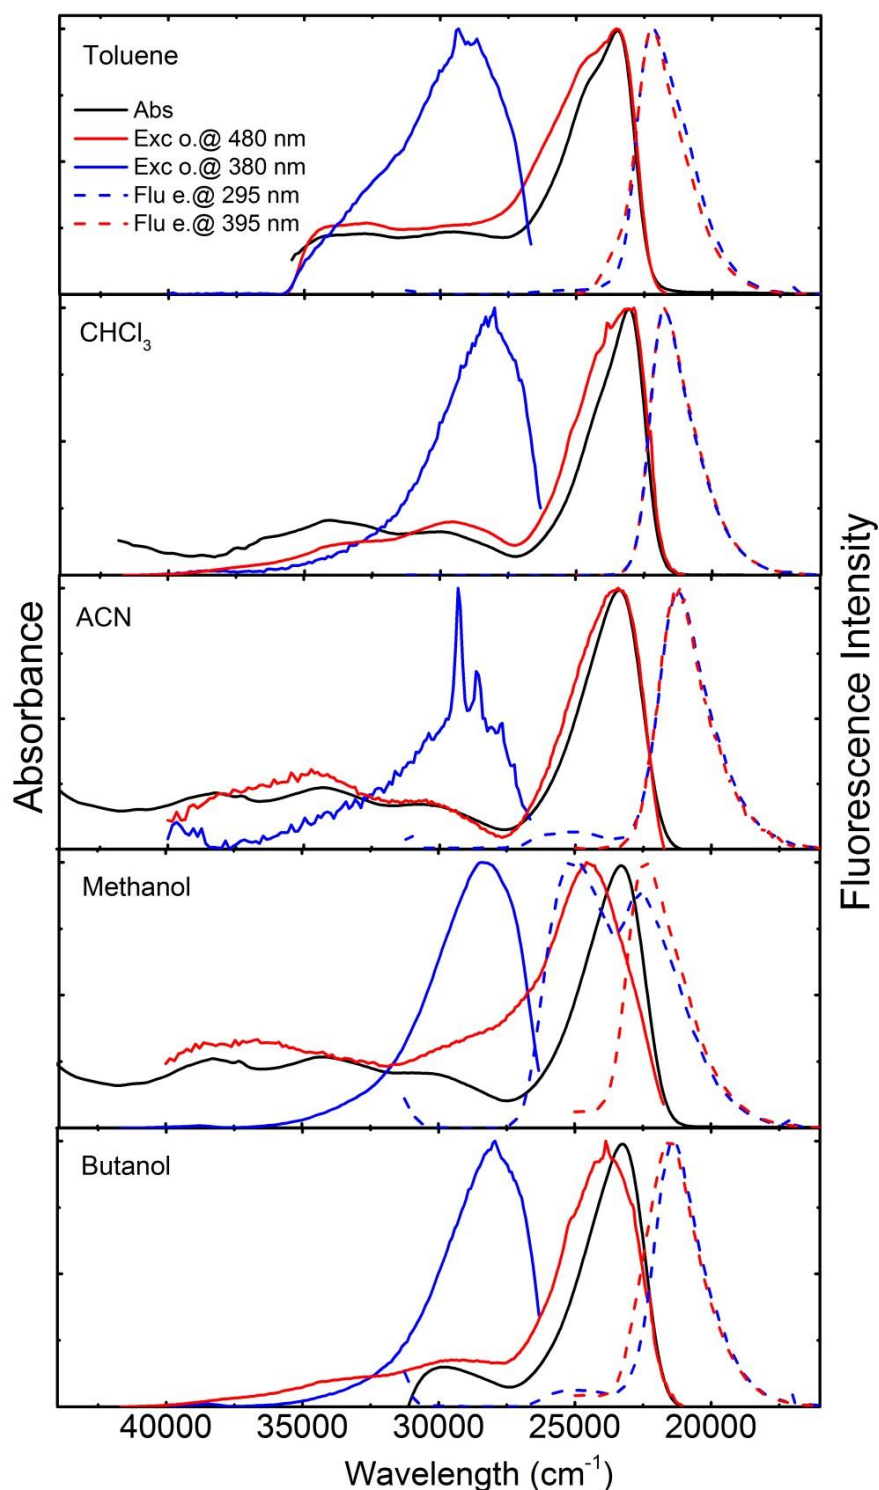 Toluene
Abs
Exc o.@ 480 nm
Exc o.@ 380 nm
Flu e.@ 295 nm
Flu e.@ 395 nm
CHCl₃
ACN
Methanol
Butanol
Absorbance
Fluorescence Intensity
40000 35000 30000 25000 20000
Wavelength (cm⁻¹)